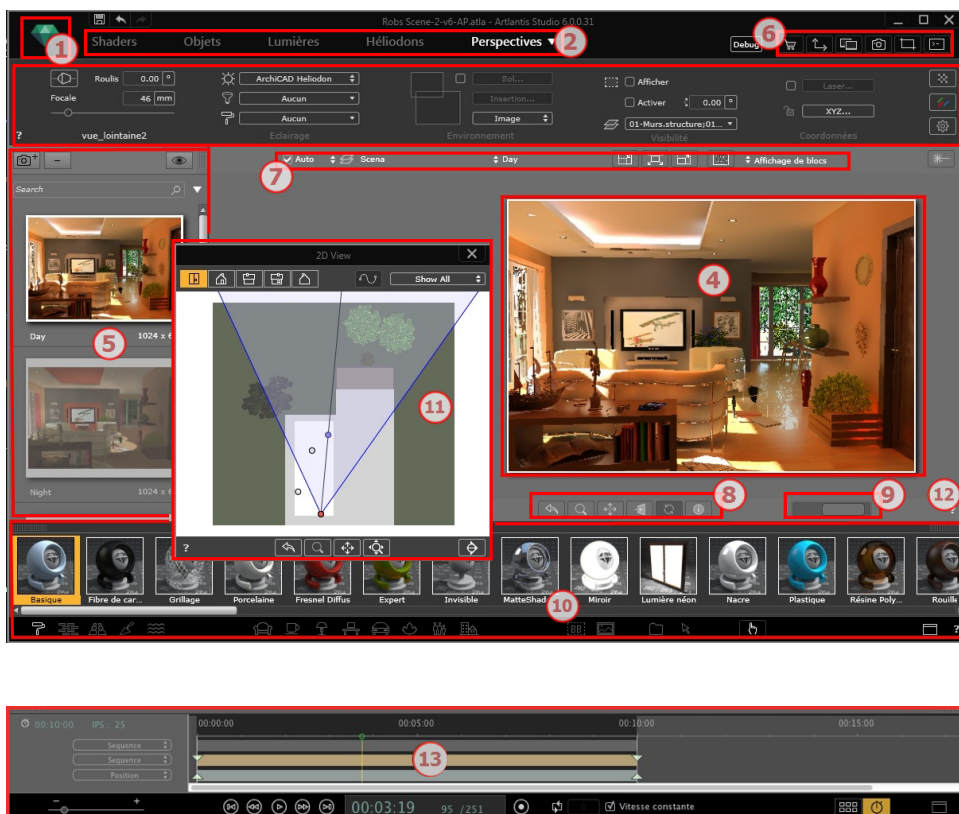 Robs Scene-2-v6-AP.atla - Artlantis Studio 6.0.0.31
1
Shaders Objets Lumières Héliodons Perspectives 2
Debug
6
Roulis 0.00 °
Focale 46 mm
? vue_lointaine2
ArchiCAD Heliodon
Aucun
Aucun
Eclairage
Sol...
Insertion...
Image
Environnement
Afficher
Activer 0.00 °
01-Murs.structure;01...
Visibilité
Laser...
XYZ...
Coordonnées
Auto Scena Day Affichage de blocs
7
Search
Day 1024 x 6
5
Night 1024 x 6
2D View
Show All
11
?
4
8
9
12
?
Basique Fibre de car... Grillage Porcelaine Fresnel Diffus Expert Invisible MatteShad Miroir Lumière néon Nacre Plastique Résine Poly... Rouille
10
?
00:10:00 IPS : 25
00:00:00 00:05:00 00:10:00 00:15:00
Sequence
Sequence
Position
13
- +
00:03:19 95 /251
Vitesse constante